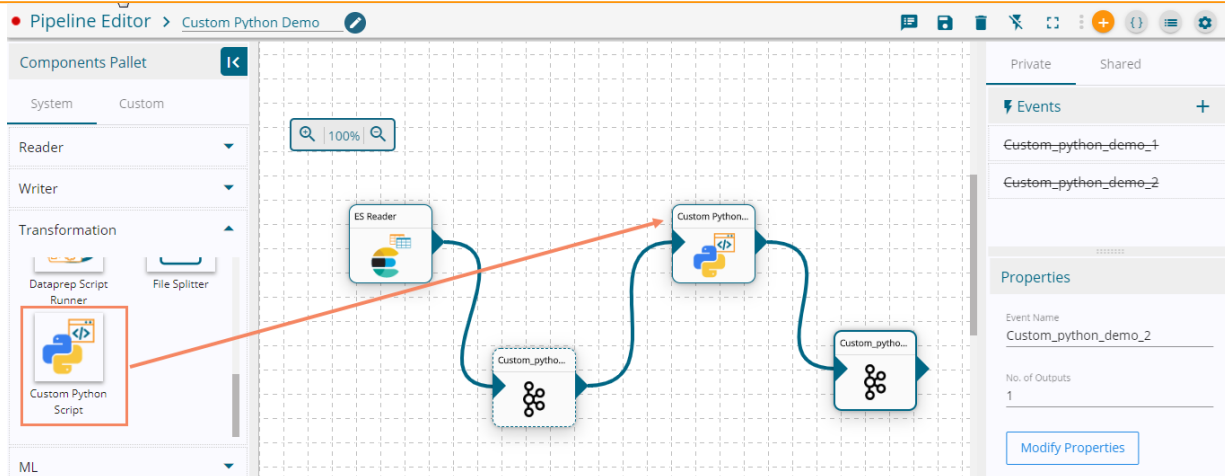 Pipeline Editor > Custom Python Demo
Components Pallet
System Custom
Reader
Writer
Transformation
Dataprep Script
Runner
File Splitter
Custom Python
Script
ML
100%
ES Reader
Custom_pytho...
Custom Python...
Custom_pytho...
Private Shared
Events +
Custom_python_demo_1
Custom_python_demo_2
Properties
Event Name
Custom_python_demo_2
No. of Outputs
1
Modify Properties